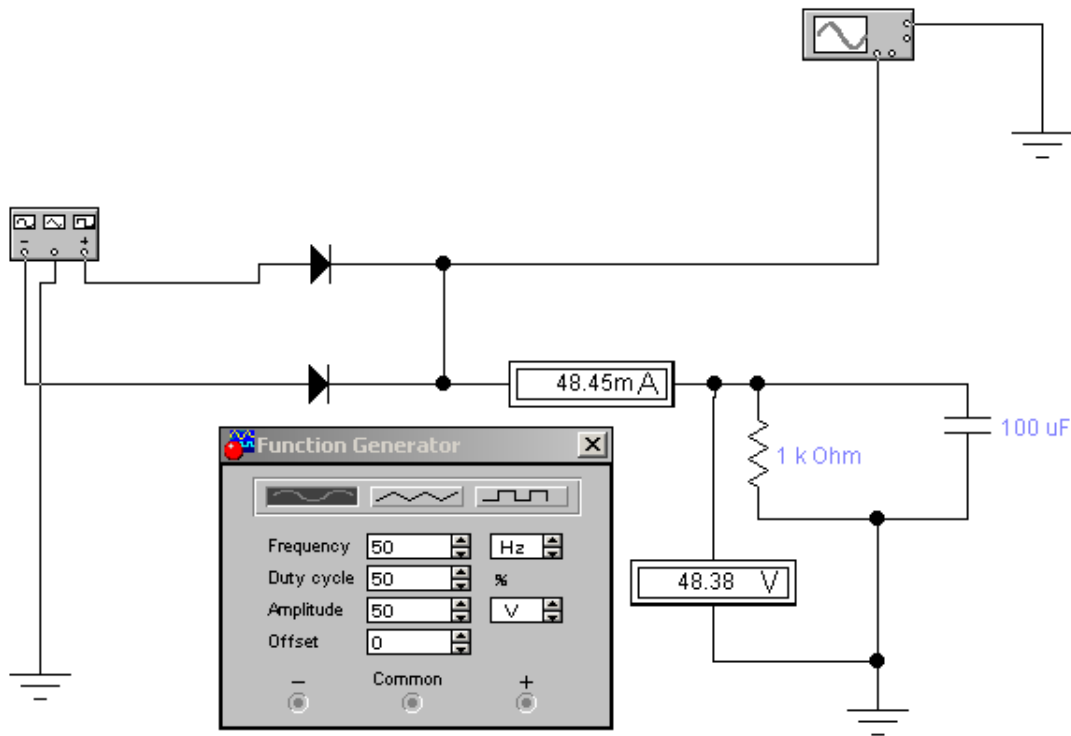 - +
48.45m A
Function Generator
1 k Ohm
100 uF
Frequency 50 Hz
Duty cycle 50 %
Amplitude 50 V
Offset 0
48.38 V
- Common +